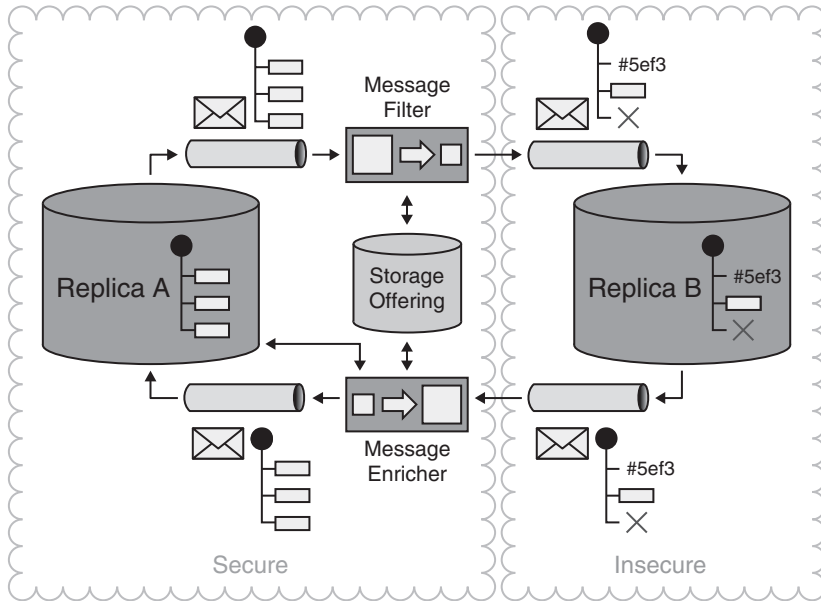 #5ef3
Message
Filter
Replica A
Storage
Offering
Replica B
#5ef3
Message
Enricher
#5ef3
Secure
Insecure